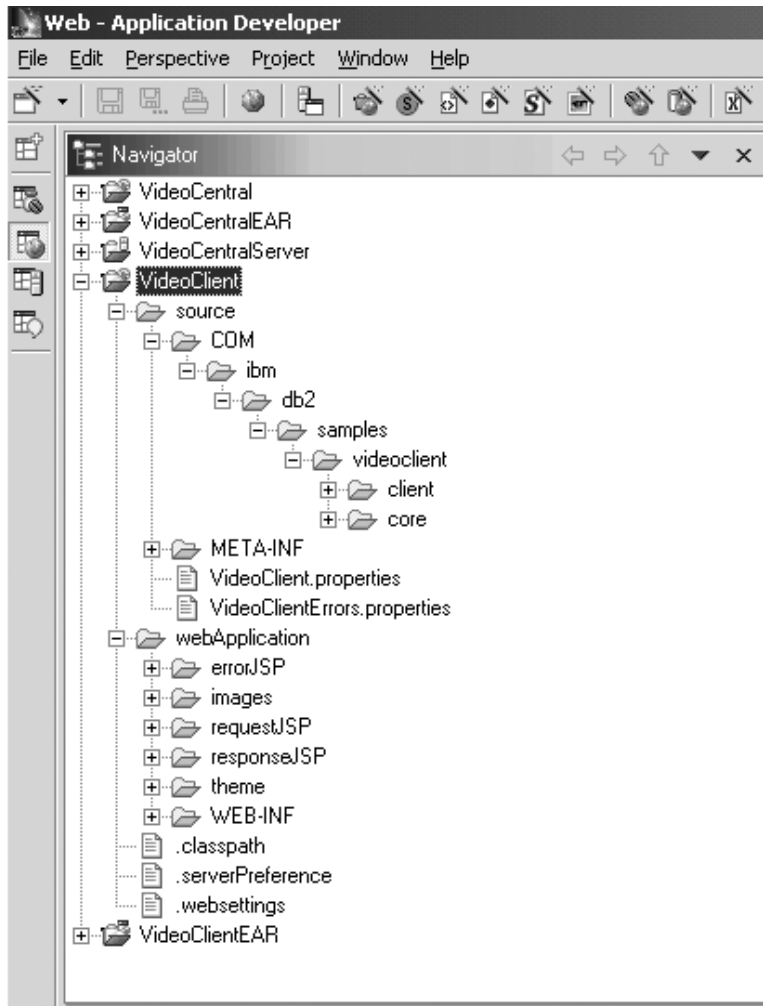 Web - Application Developer
File Edit Perspective Project Window Help
Navigator
VideoCentral
VideoCentralEAR
VideoCentralServer
VideoClient
source
COM
ibm
db2
samples
videoclient
client
core
META-INF
VideoClient.properties
VideoClientErrors.properties
webApplication
errorJSP
images
requestJSP
responseJSP
theme
WEB-INF
.classpath
.serverPreference
.websettings
VideoClientEAR